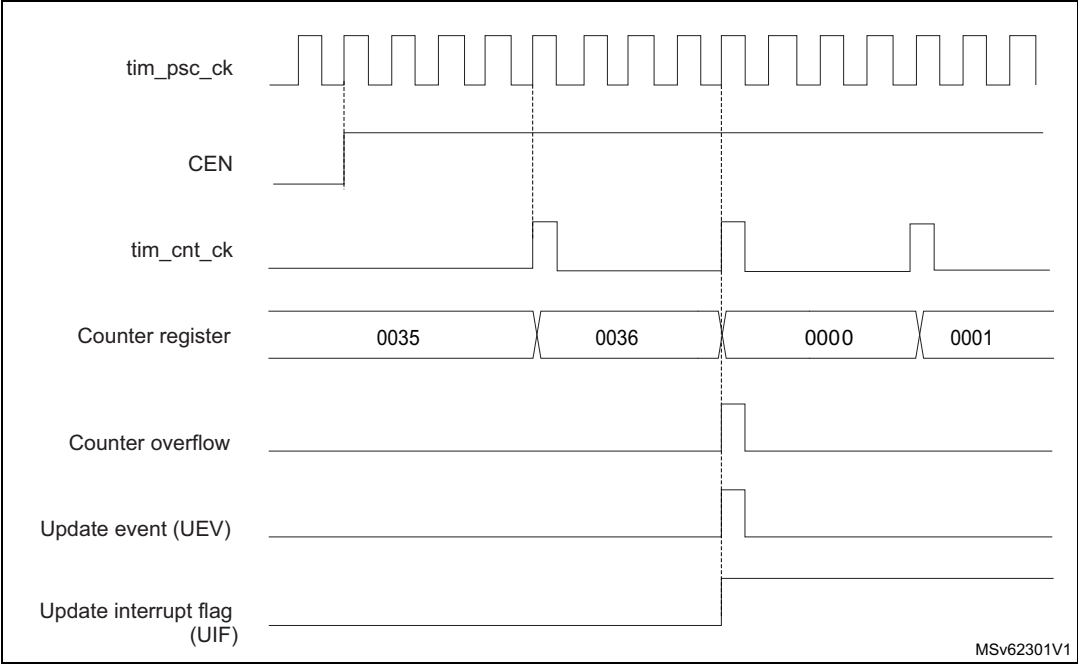 tim_psc_ck
CEN
tim_cnt_ck
Counter register
0035
0036
0000
0001
Counter overflow
Update event (UEV)
Update interrupt flag
(UIF)
MSv62301V1